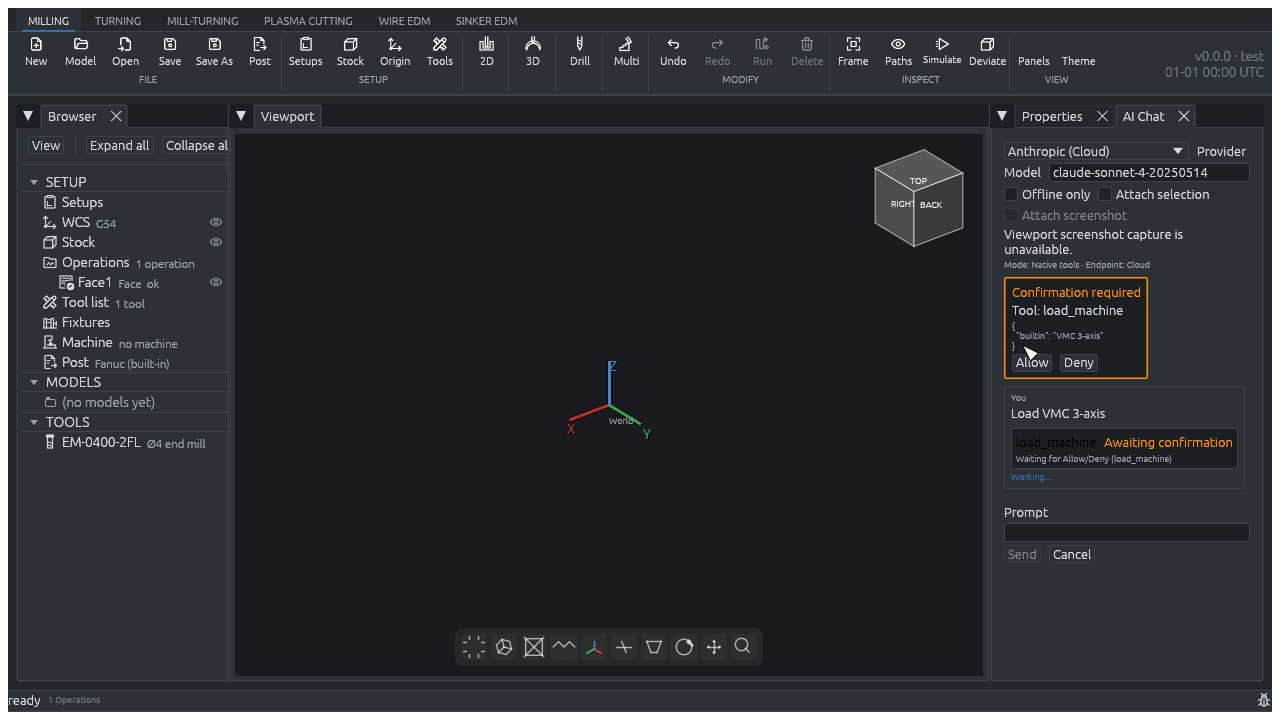 MILLING TURNING MILL-TURNING PLASMA CUTTING WIRE EDM SINKER EDM
New Model Open Save Save As Post Setups Stock Origin Tools 2D 3D Drill Multi Undo Redo Run Delete Frame Paths Simulate Deviate Panels Theme
FILE SETUP MODIFY INSPECT VIEW
v0.0.0 · test
01-01 00:00 UTC
Browser
View Expand all Collapse al
SETUP
Setups
WCS G54
Stock
Operations 1 operation
Face1 Face ok
Tool list 1 tool
Fixtures
Machine no machine
Post Fanuc (built-in)
MODELS
(no models yet)
TOOLS
EM-0400-2FL Ø4 end mill
Viewport
TOP
RIGHT BACK
Z
World
X
Y
Properties AI Chat
Anthropic (Cloud) Provider
Model claude-sonnet-4-20250514
Offline only Attach selection
Attach screenshot
Viewport screenshot capture is
unavailable.
Mode: Native tools · Endpoint: Cloud
Confirmation required
Tool: load_machine
{
"builtin": "VMC 3-axis"
}
Allow Deny
You
Load VMC 3-axis
load_machine Awaiting confirmation
Waiting for Allow/Deny (load_machine)
Working...
Prompt
Send Cancel
ready 1 Operations